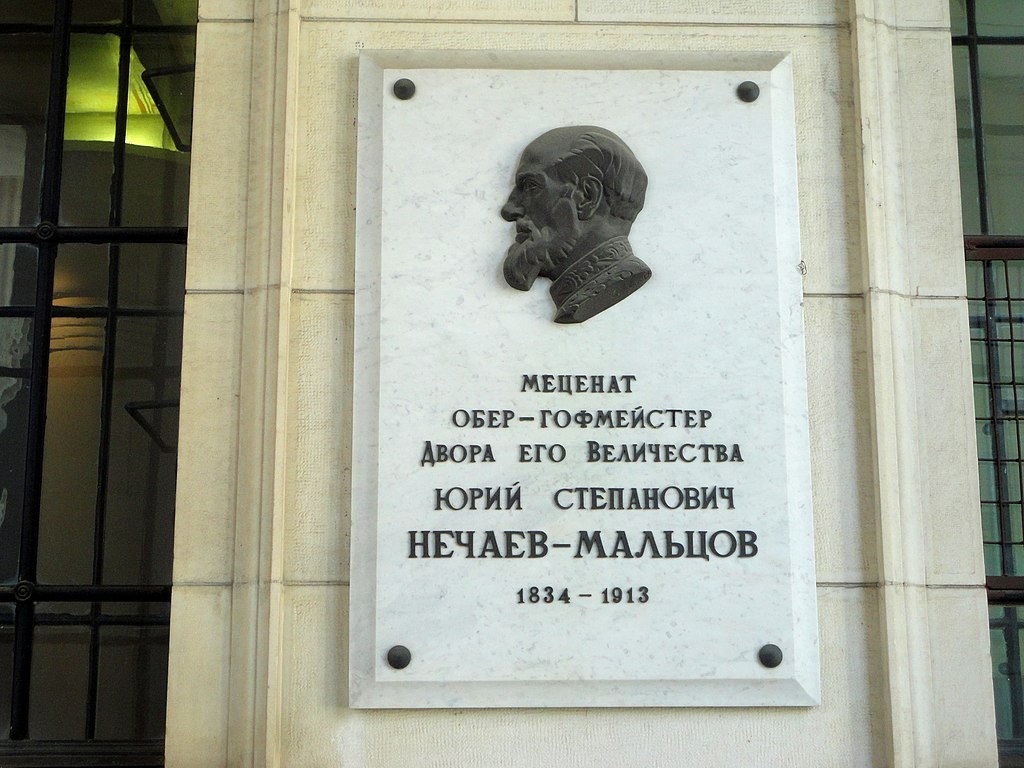 МЕЦЕНАТ
ОБЕР-ГОФМЕЙСТЕР
ДВОРА ЕГО ВЕЛИЧЕСТВА
ЮРИЙ СТЕПАНОВИЧ
НЕЧАЕВ-МАЛЬЦОВ
1834-1913